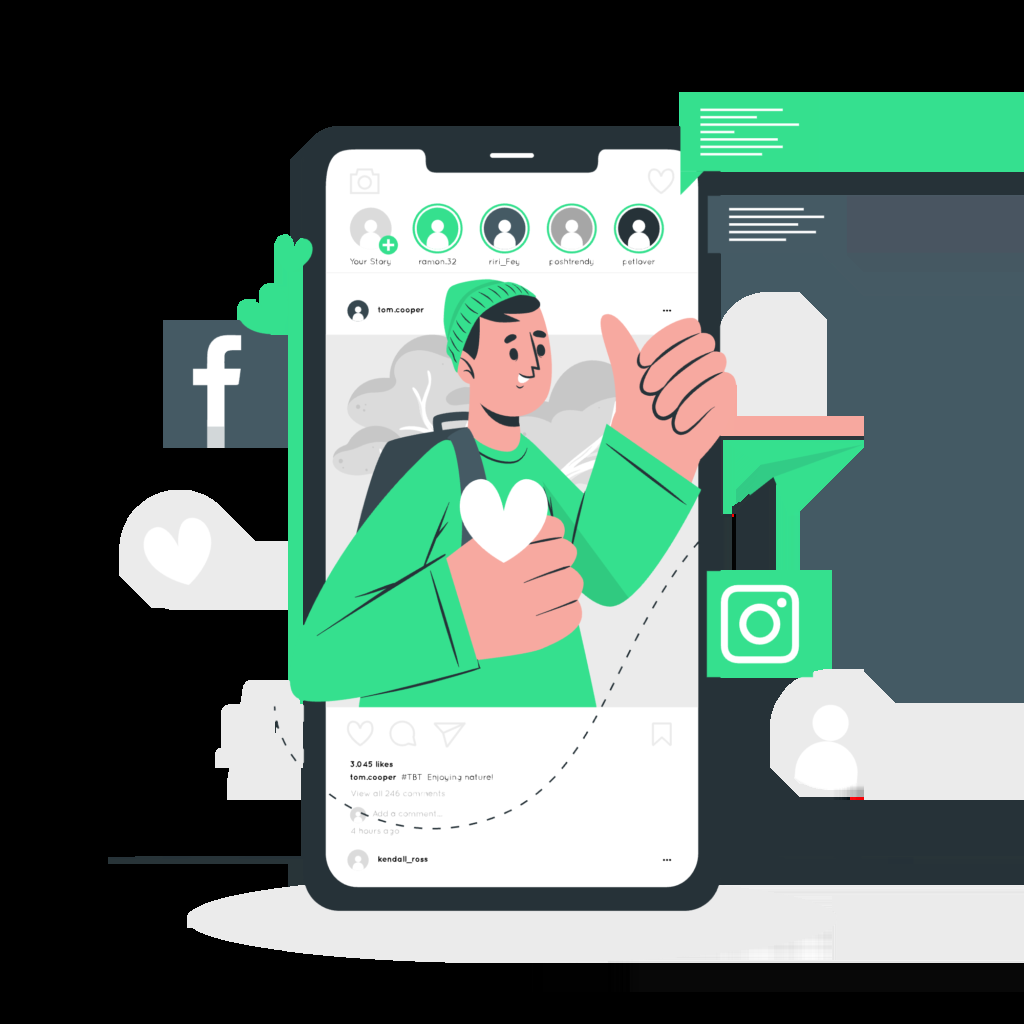 Your Story
ramon.32
riri_Fey
poshtrendy
petlover
tom.cooper
3.045 likes
tom.cooper #TBT Enjoying nature!
View all 246 comments
Add a comment...
4 hours ago
kendall_ross